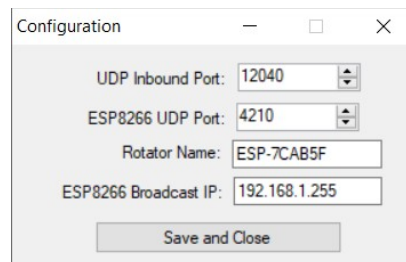 Configuration
UDP Inbound Port: 12040
ESP8266 UDP Port: 4210
Rotator Name: ESP-7CAB5F
ESP8266 Broadcast IP: 192.168.1.255
Save and Close